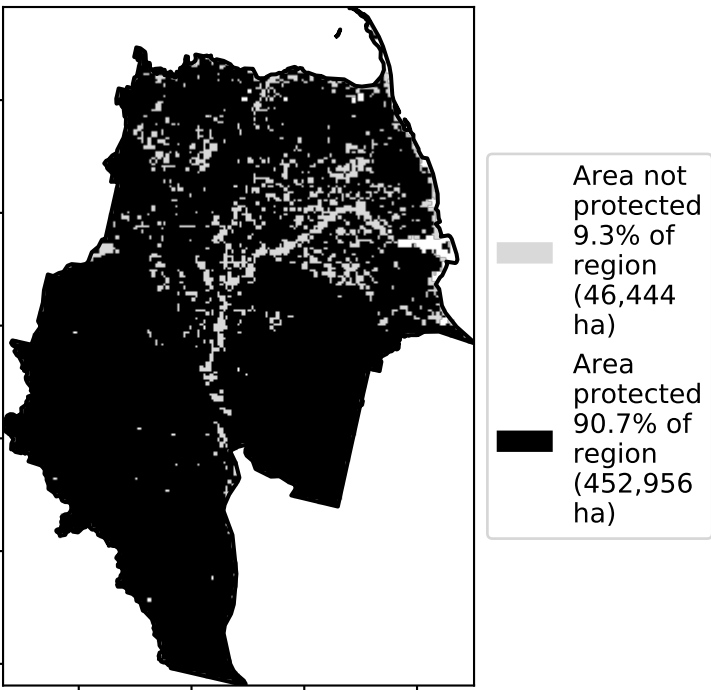 Area not
protected
9.3% of
region
(46,444
ha)
Area
protected
90.7% of
region
(452,956
ha)